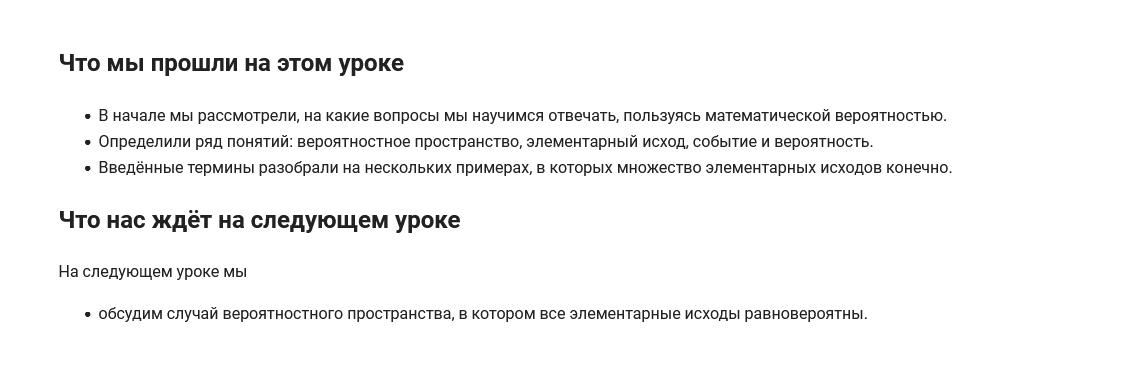 Что мы прошли на этом уроке
• В начале мы рассмотрели, на какие вопросы мы научимся отвечать, пользуясь математической вероятностью.
• Определили ряд понятий: вероятностное пространство, элементарный исход, событие и вероятность.
• Введённые термины разобрали на нескольких примерах, в которых множество элементарных исходов конечно.
Что нас ждёт на следующем уроке
На следующем уроке мы
• обсудим случай вероятностного пространства, в котором все элементарные исходы равновероятны.